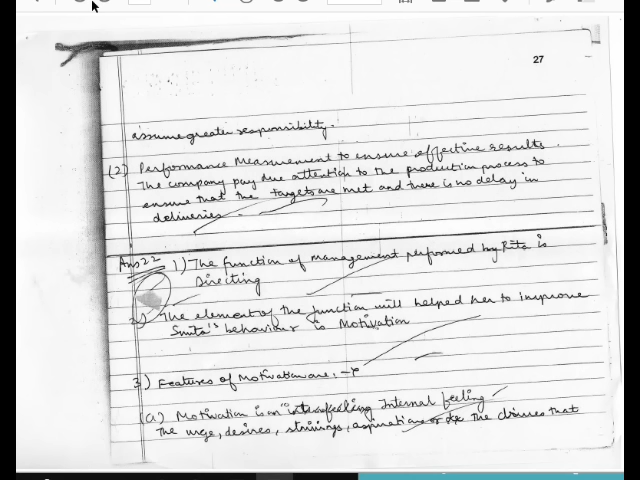 27
assume greater responsibility.
(2) Performance Measurement to ensure effective results.
The company pay due attention to the production process to
ensure that the targets are met and there is no delay in
deliveries.
Ans 22 1) The function of management performed by Rita is
Directing
2) The element of the function will helped her to improve
Smita's behaviour is Motivation
3) Features of Motivation are:-
(a) Motivation is an Internal feeling
The urge, desires, strivings, aspirations or the that